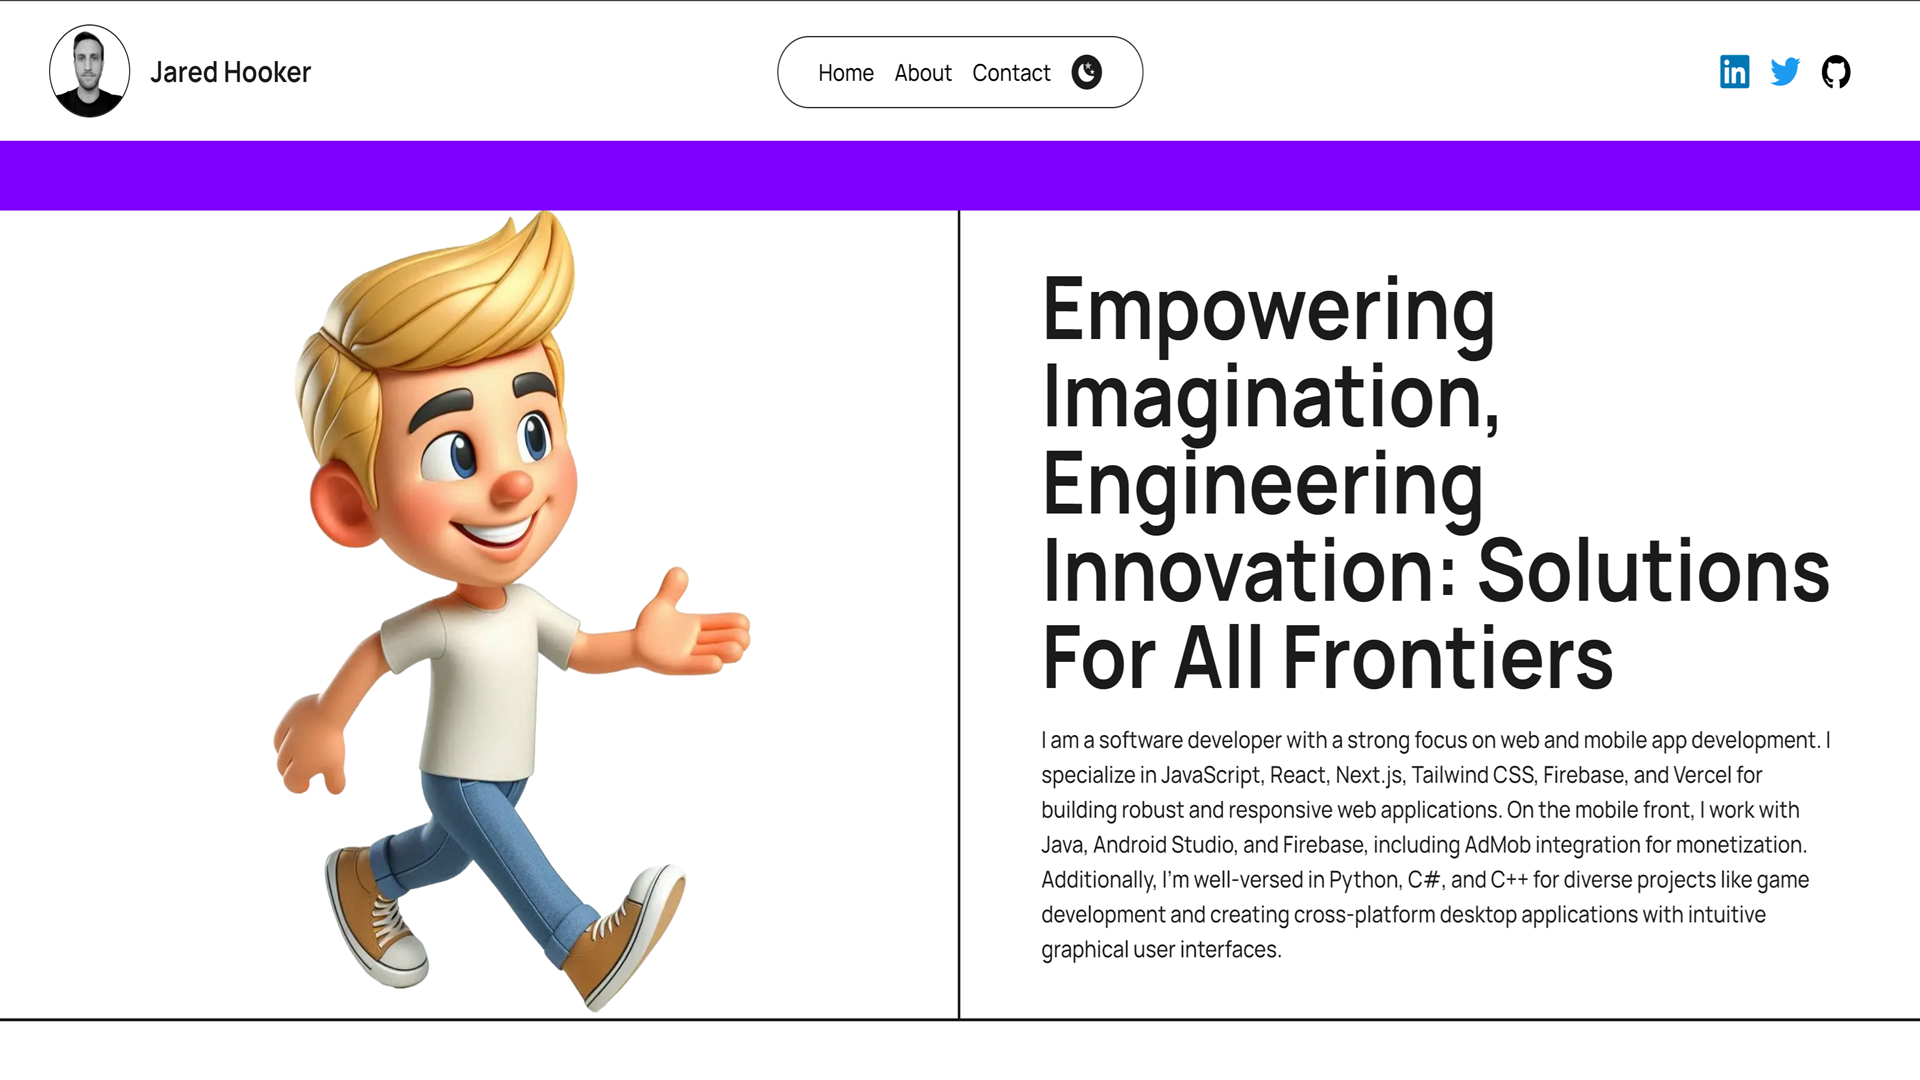 Jared Hooker
Home About Contact
in
Empowering
Imagination,
Engineering
Innovation: Solutions
For All Frontiers
I am a software developer with a strong focus on web and mobile app development. I
specialize in JavaScript, React, Next.js, Tailwind CSS, Firebase, and Vercel for
building robust and responsive web applications. On the mobile front, I work with
Java, Android Studio, and Firebase, including AdMob integration for monetization.
Additionally, I'm well-versed in Python, C#, and C++ for diverse projects like game
development and creating cross-platform desktop applications with intuitive
graphical user interfaces.